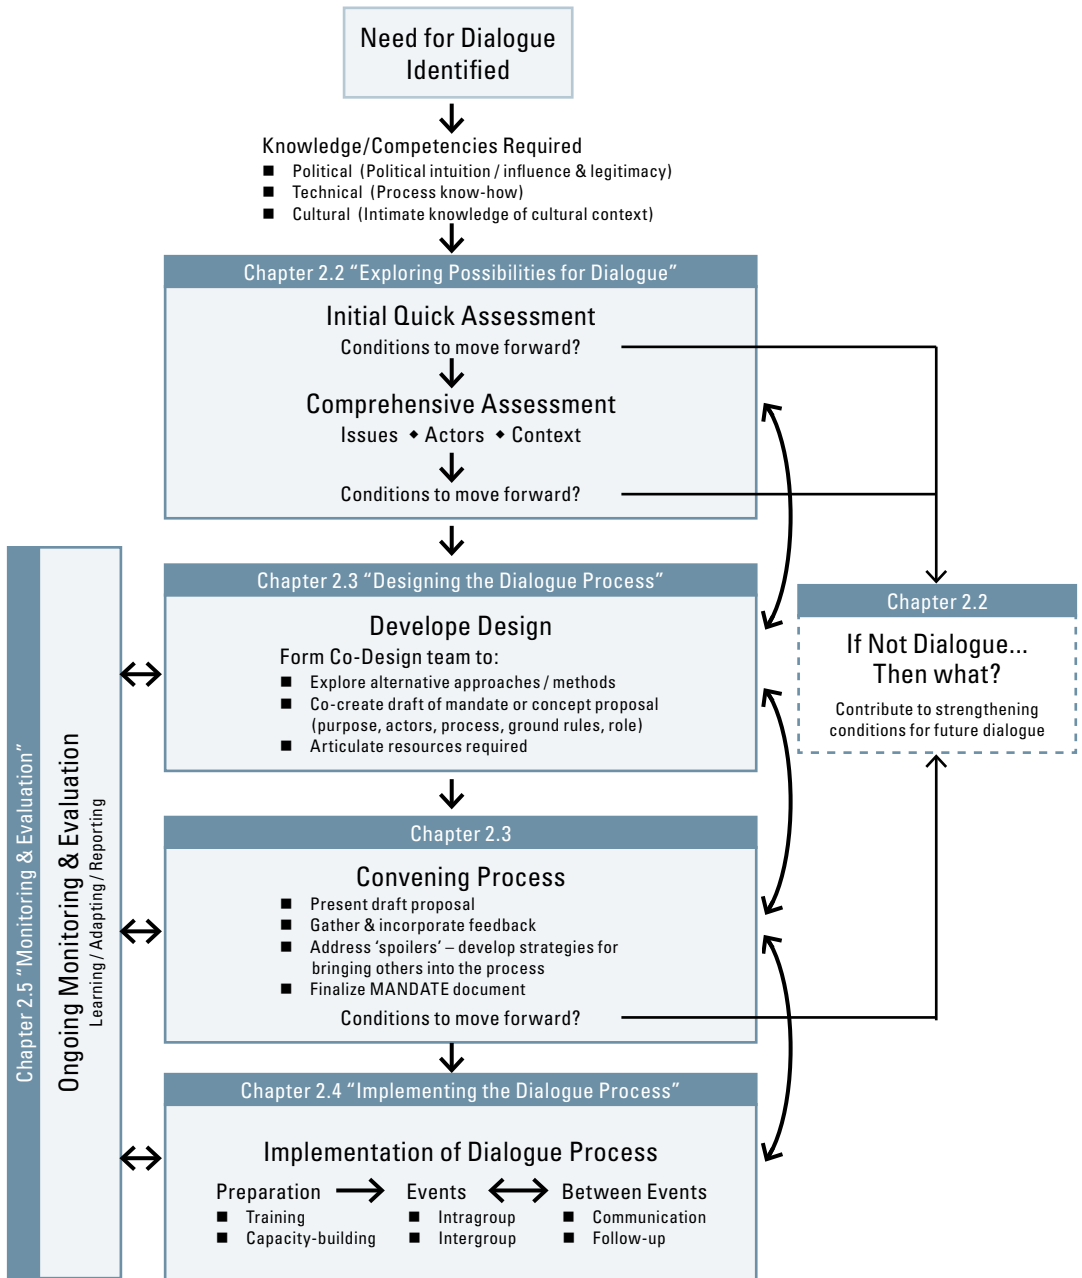 Need for Dialogue
Identified
Knowledge/Competencies Required
■ Political (Political intuition / influence & legitimacy)
■ Technical (Process know-how)
■ Cultural (Intimate knowledge of cultural context)
Chapter 2.2 “Exploring Possibilities for Dialogue”
Initial Quick Assessment
Conditions to move forward?
Comprehensive Assessment
Issues ◆ Actors ◆ Context
Conditions to move forward?
Chapter 2.3 “Designing the Dialogue Process”
Develope Design
Form Co-Design team to:
■ Explore alternative approaches / methods
■ Co-create draft of mandate or concept proposal
(purpose, actors, process, ground rules, role)
■ Articulate resources required
Chapter 2.2
If Not Dialogue...
Then what?
Contribute to strengthening
conditions for future dialogue
Chapter 2.5 “Monitoring & Evaluation”
Ongoing Monitoring & Evaluation
Learning / Adapting / Reporting
Chapter 2.3
Convening Process
■ Present draft proposal
■ Gather & incorporate feedback
■ Address ‘spoilers’ – develop strategies for
bringing others into the process
■ Finalize MANDATE document
Conditions to move forward?
Chapter 2.4 “Implementing the Dialogue Process”
Implementation of Dialogue Process
Preparation Events Between Events
■ Training ■ Intragroup ■ Communication
■ Capacity-building ■ Intergroup ■ Follow-up